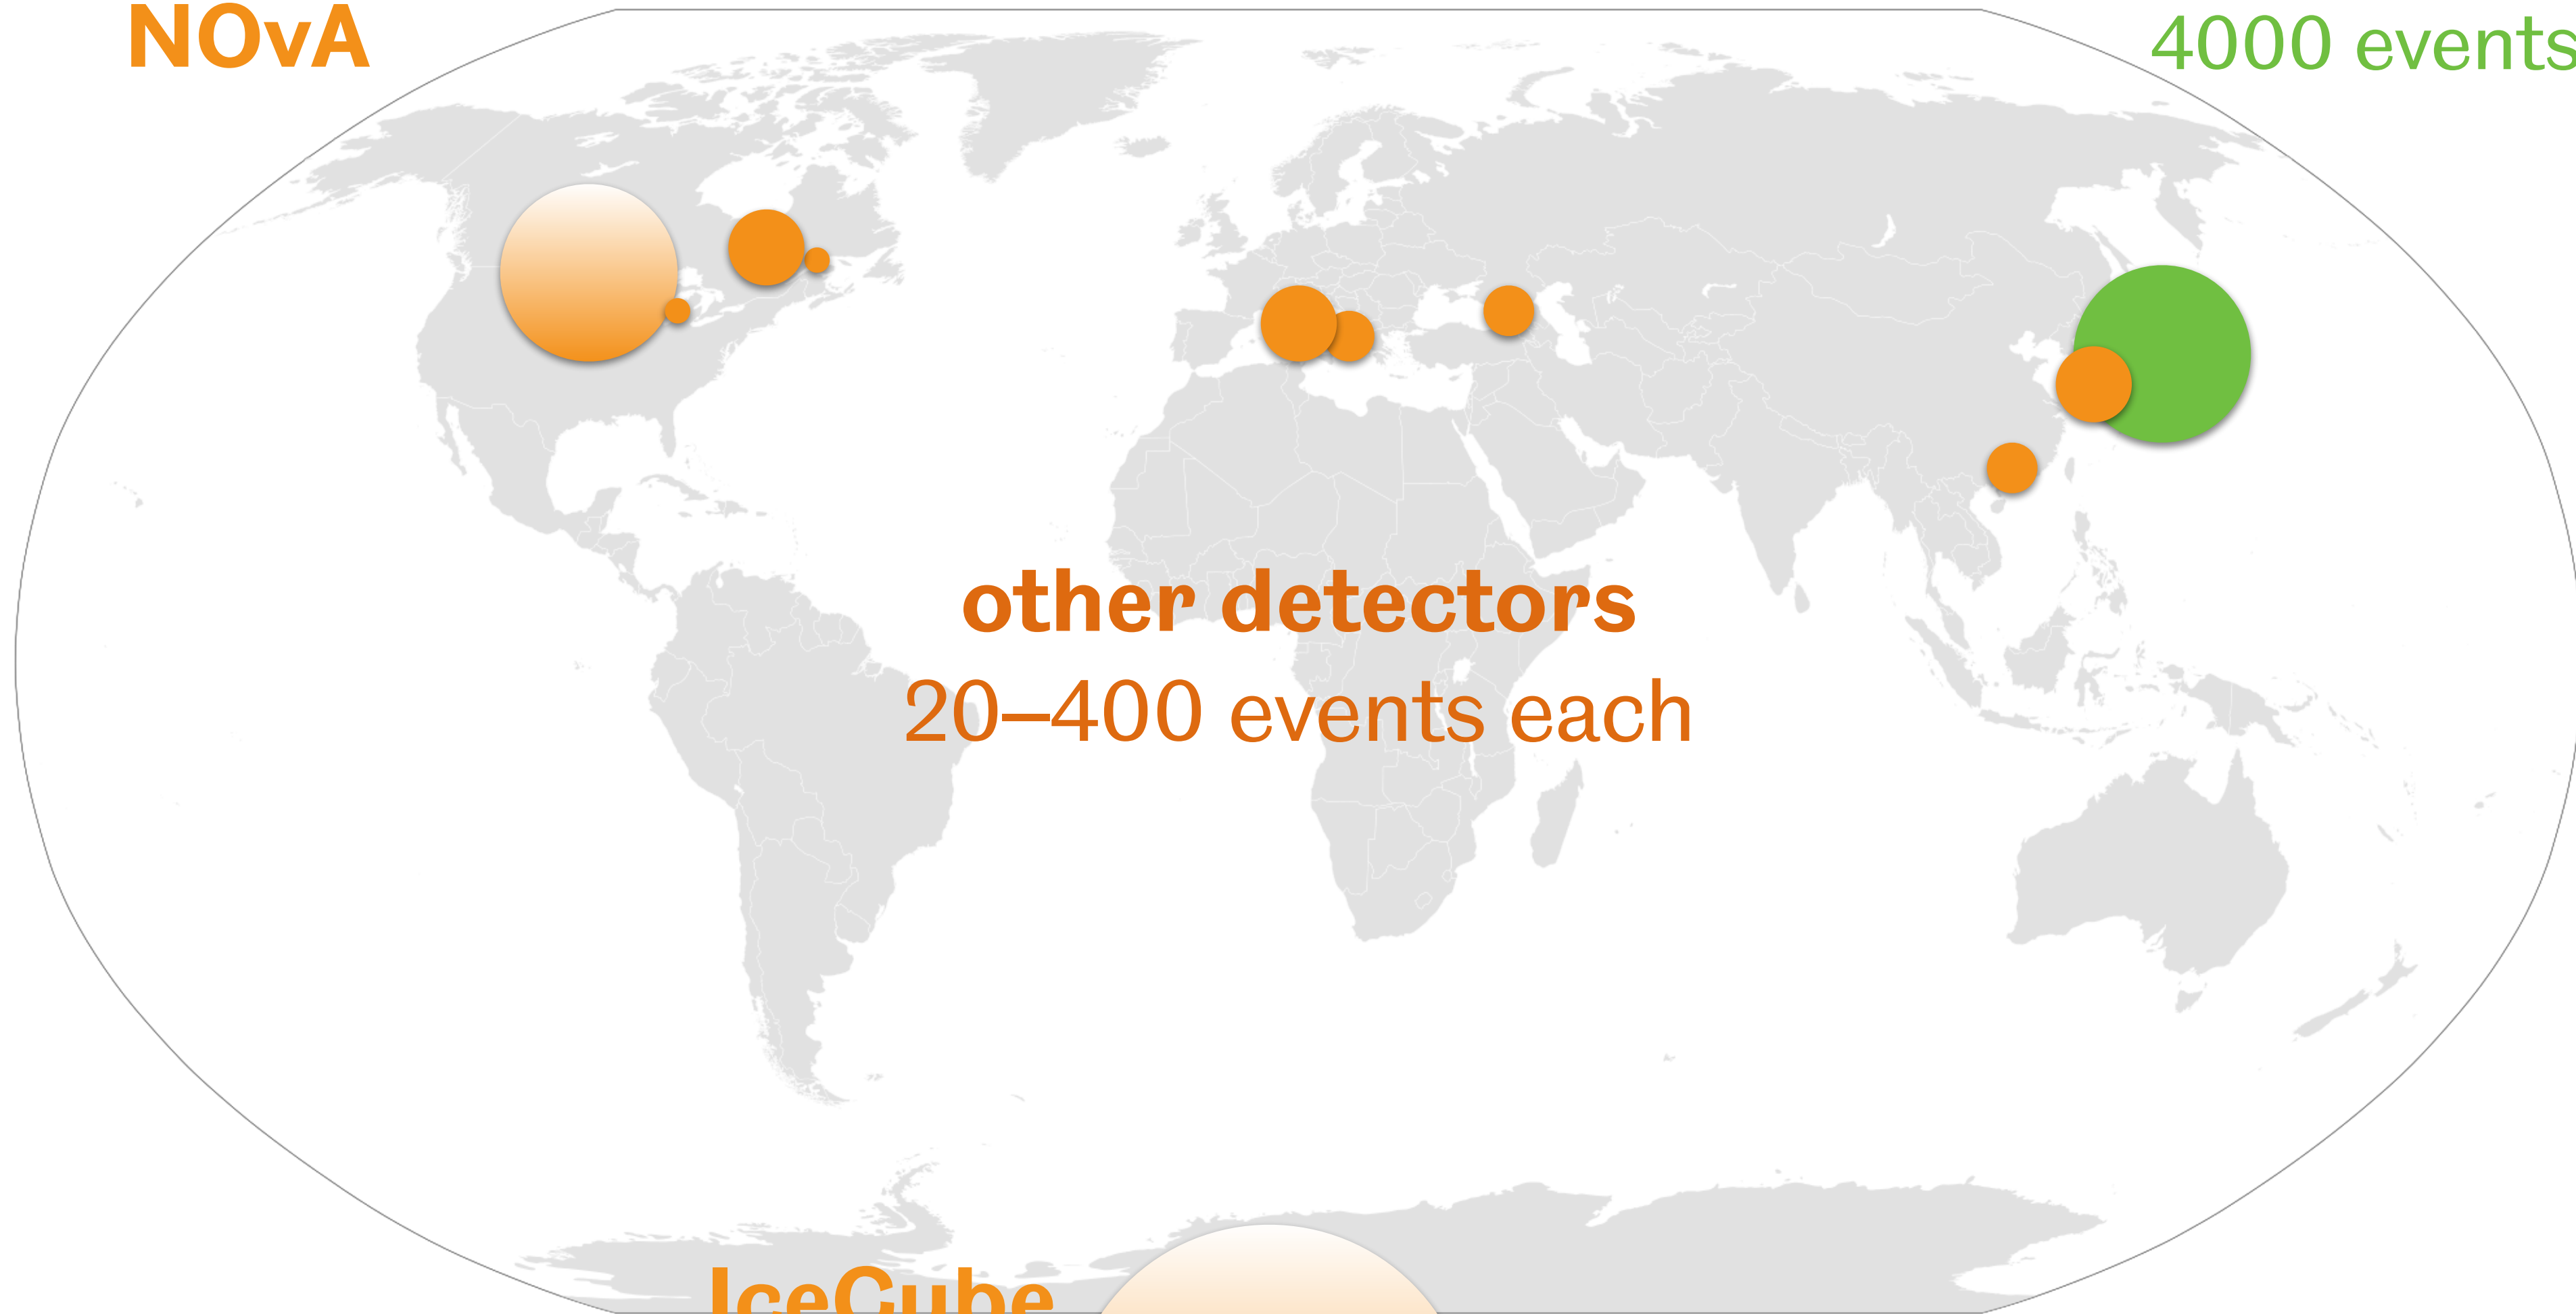 NOvA
4000 events
other detectors
20–400 events each
IceCube